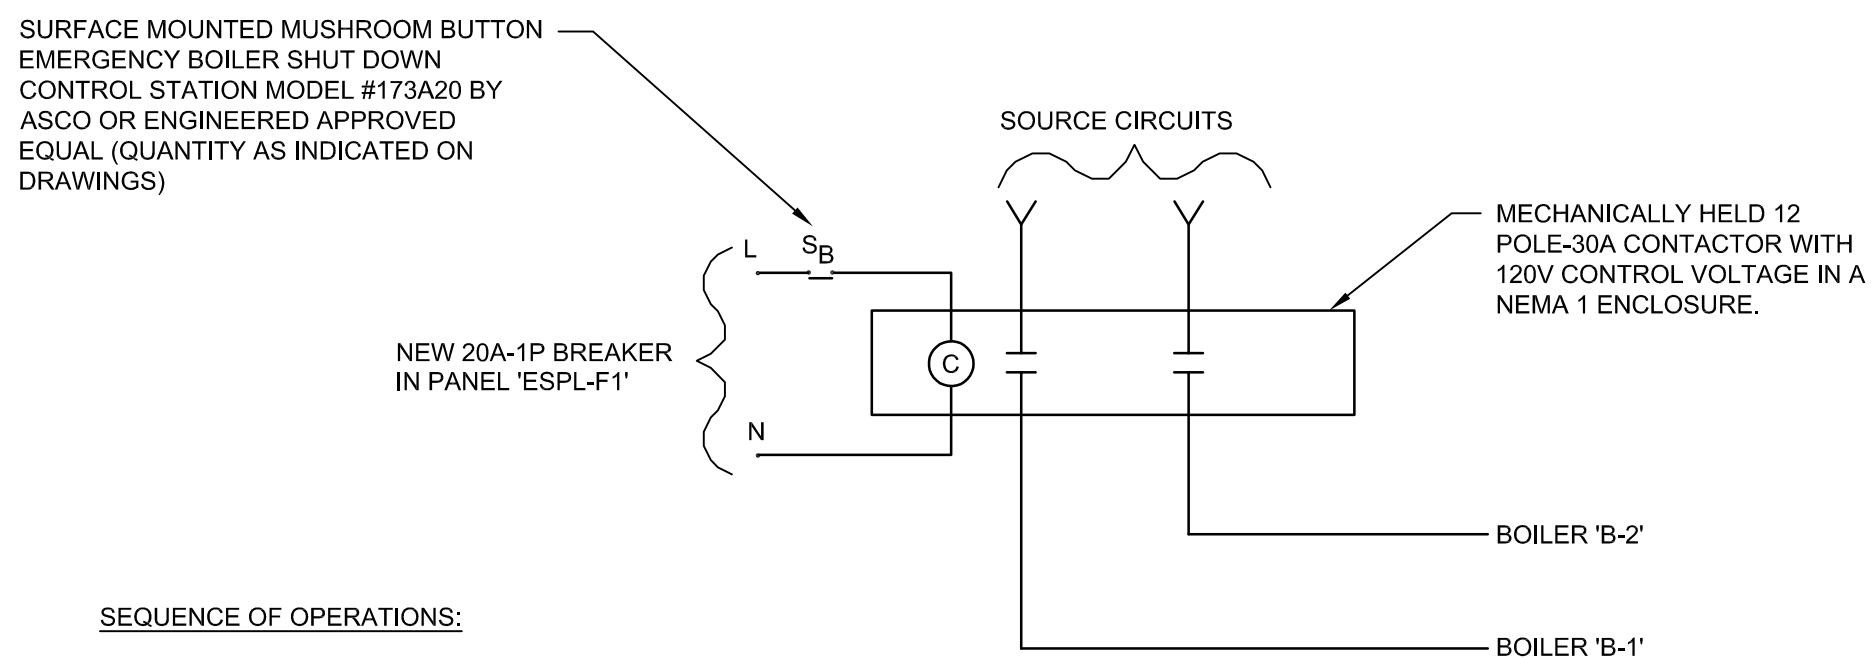 SURFACE MOUNTED MUSHROOM BUTTON
EMERGENCY BOILER SHUT DOWN
CONTROL STATION MODEL #173A20 BY
ASCO OR ENGINEERED APPROVED
EQUAL (QUANTITY AS INDICATED ON
DRAWINGS)
SOURCE CIRCUITS
MECHANICALLY HELD 12
POLE-30A CONTACTOR WITH
120V CONTROL VOLTAGE IN A
NEMA 1 ENCLOSURE.
L
SB
NEW 20A-1P BREAKER
IN PANEL 'ESPL-F1'
C
N
BOILER 'B-2'
SEQUENCE OF OPERATIONS:
BOILER 'B-1'